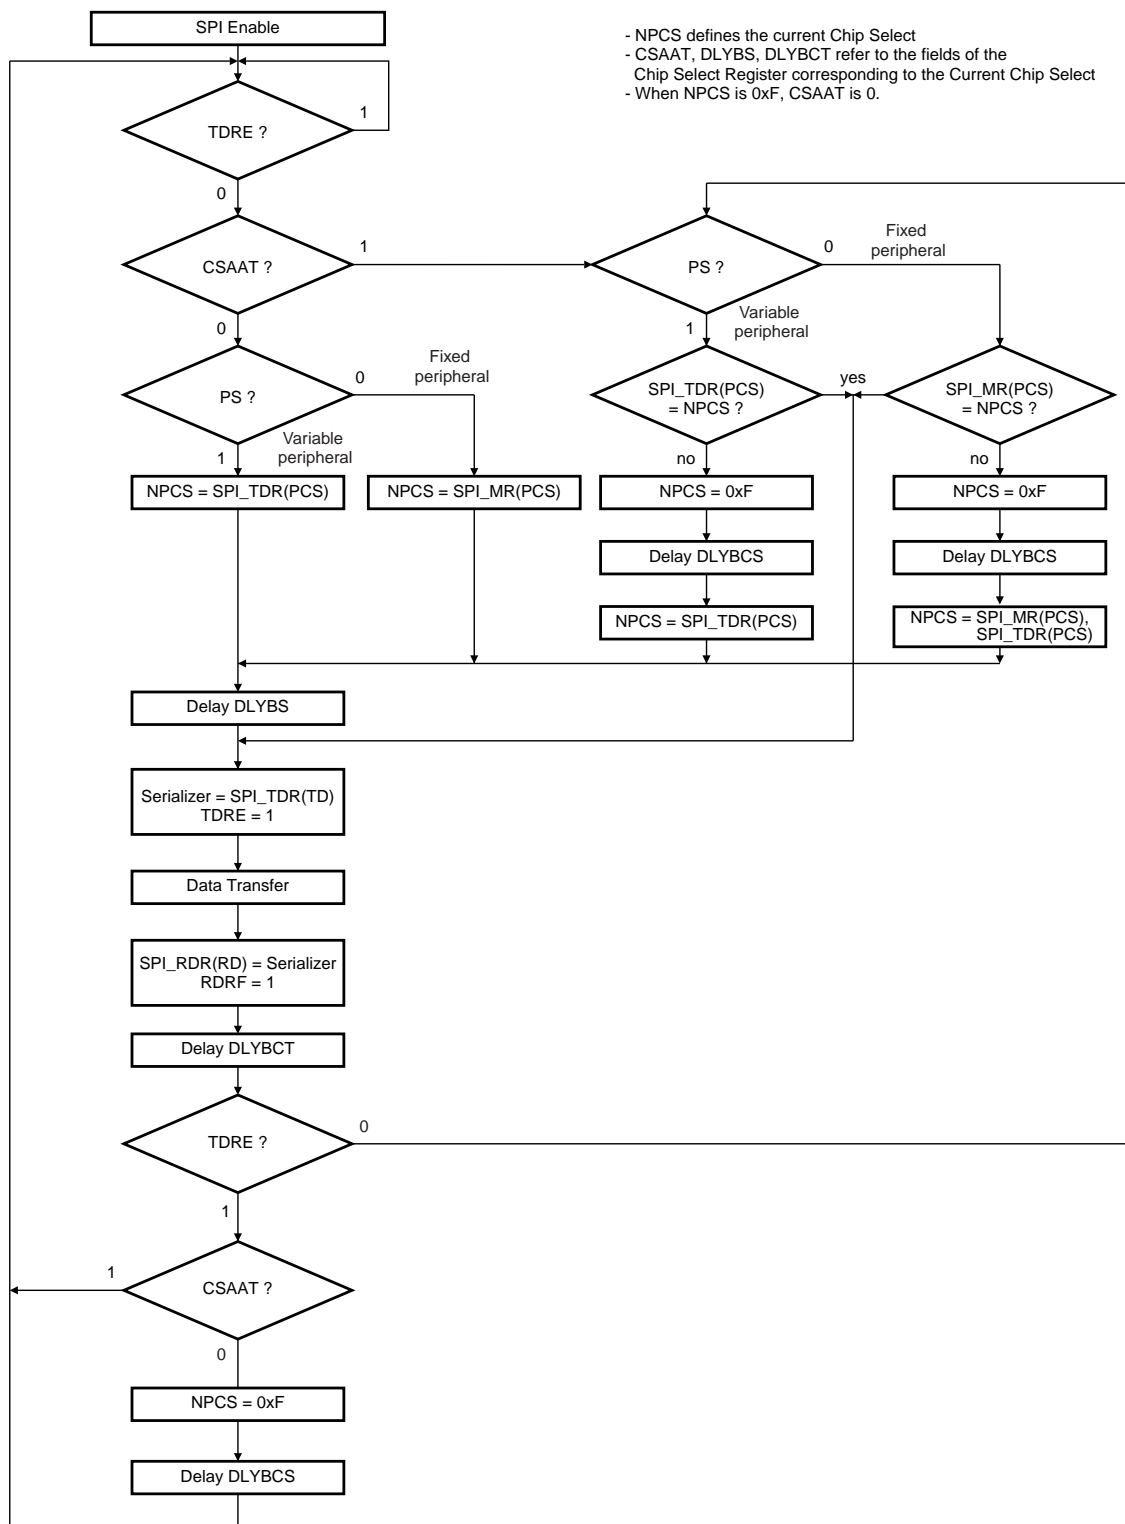 SPI Enable
- NPCS defines the current Chip Select
- CSAAT, DLYBS, DLYBCT refer to the fields of the
Chip Select Register corresponding to the Current Chip Select
- When NPCS is 0xF, CSAAT is 0.
TDRE ?
1
0
CSAAT ?
1
PS ?
0
Fixed
peripheral
0
1
Variable
peripheral
PS ?
0
Fixed
peripheral
SPI_TDR(PCS)
= NPCS ?
yes
SPI_MR(PCS)
= NPCS ?
1
Variable
peripheral
no
no
NPCS = SPI_TDR(PCS)
NPCS = SPI_MR(PCS)
NPCS = 0xF
NPCS = 0xF
Delay DLYBCS
Delay DLYBCS
NPCS = SPI_TDR(PCS)
NPCS = SPI_MR(PCS),
SPI_TDR(PCS)
Delay DLYBS
Serializer = SPI_TDR(TD)
TDRE = 1
Data Transfer
SPI_RDR(RD) = Serializer
RDRF = 1
Delay DLYBCT
TDRE ?
0
1
CSAAT ?
1
0
NPCS = 0xF
Delay DLYBCS